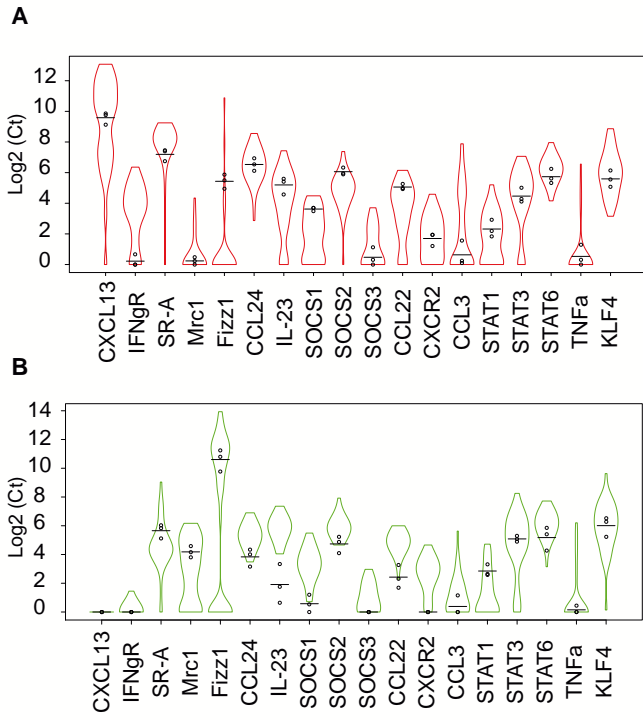 A
Log2 (Ct)
12
10
8
6
4
2
0
CXCL13
IFNgR
SR-A
Mrc1
Fizz1
CCL24
IL-23
SOCS1
SOCS2
SOCS3
CCL22
CXCR2
CCL3
STAT1
STAT3
STAT6
TNFa
KLF4
B
Log2 (Ct)
14
12
10
8
6
4
2
0
CXCL13
IFNgR
SR-A
Mrc1
Fizz1
CCL24
IL-23
SOCS1
SOCS2
SOCS3
CCL22
CXCR2
CCL3
STAT1
STAT3
STAT6
TNFa
KLF4